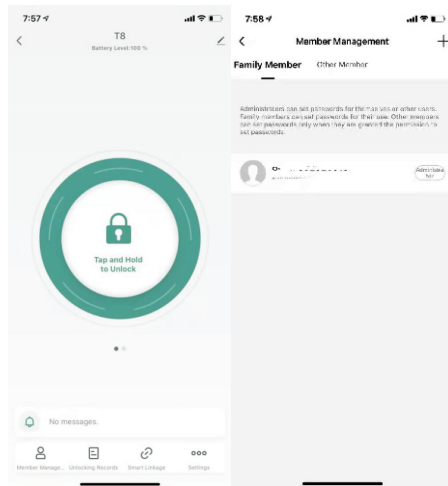 7:57
T8
Battery Level:100 %
Tap and Hold
to Unlock
No messages.
Member Manage...
Unlocking Records
Smart Linkage
Settings
7:58
Member Management
Family Member
Other Member
Administrators can set passwords for themselves or other users.
Family members can set passwords for their use. Other members
can set passwords only when they are granted the permission to
set passwords.
Administra
tor